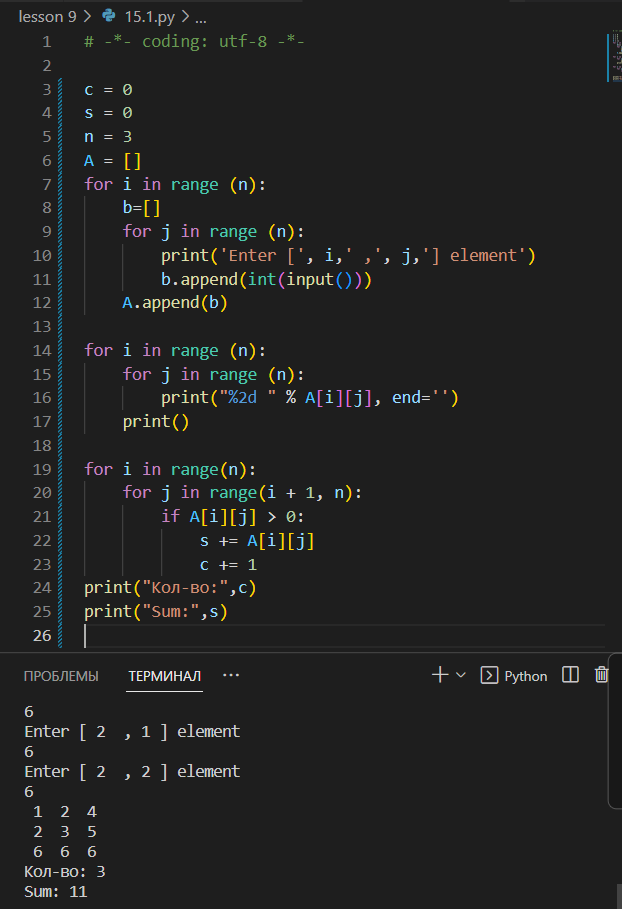 lesson 9 > 15.1.py > ...
1 # -*- coding: utf-8 -*-
2
3 c = 0
4 s = 0
5 n = 3
6 A = []
7 for i in range (n):
8     b=[]
9     for j in range (n):
10         print('Enter [', i,' ,', j,'] element')
11         b.append(int(input()))
12     A.append(b)
13
14 for i in range (n):
15     for j in range (n):
16         print("%2d " % A[i][j], end='')
17     print()
18
19 for i in range(n):
20     for j in range(i + 1, n):
21         if A[i][j] > 0:
22             s += A[i][j]
23             c += 1
24 print("Кол-во:",c)
25 print("Sum:",s)
26
ПРОБЛЕМЫ ТЕРМИНАЛ ··· Python
6
Enter [ 2  , 1 ] element
6
Enter [ 2  , 2 ] element
6
 1  2  4
 2  3  5
 6  6  6
Кол-во: 3
Sum: 11